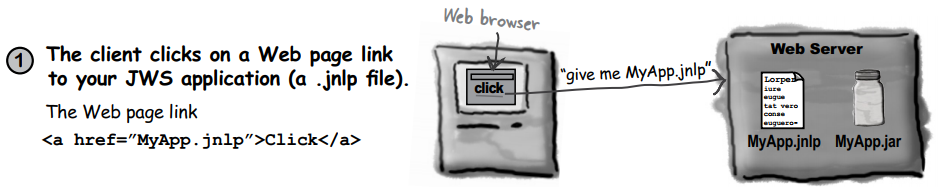 1
The client clicks on a Web page link
to your JWS application (a .jnlp file).
The Web page link
<a href=”MyApp.jnlp”>Click</a>
Web browser
click
“give me MyApp.jnlp”
Web Server
Lorper
iure
eugue
tat vero
conse
euguero-
MyApp.jnlp
MyApp.jar